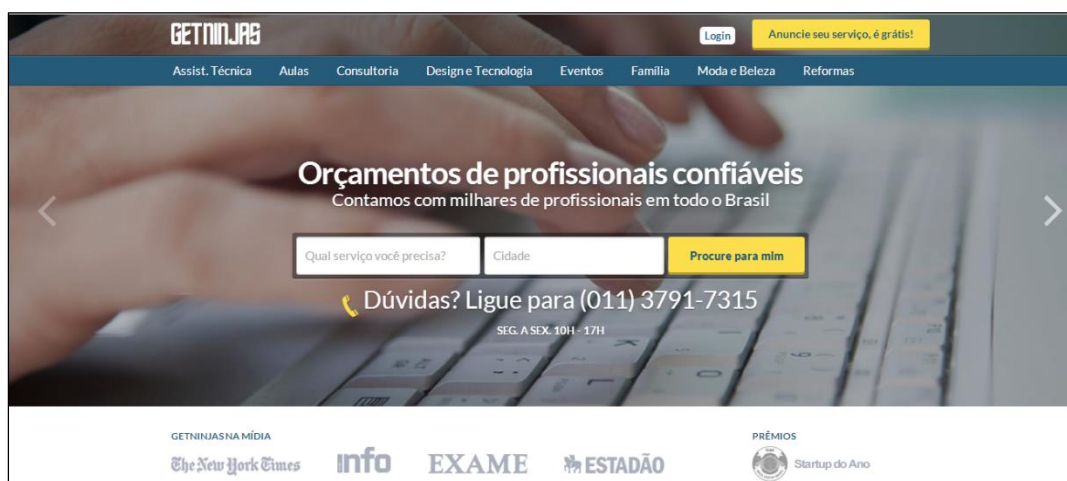 GETNINJAS
Login
Anuncie seu serviço, é grátis!
Assist. Técnica Aulas Consultoria Design e Tecnologia Eventos Família Moda e Beleza Reformas
Orçamentos de profissionais confiáveis
Contamos com milhares de profissionais em todo o Brasil
Qual serviço você precisa? Cidade Procure para mim
Dúvidas? Ligue para (011) 3791-7315
SEG. A SEX. 10H - 17H
GETNINJAS NA MÍDIA PRÊMIOS
The New York Times info EXAME ESTADÃO Startup do Ano